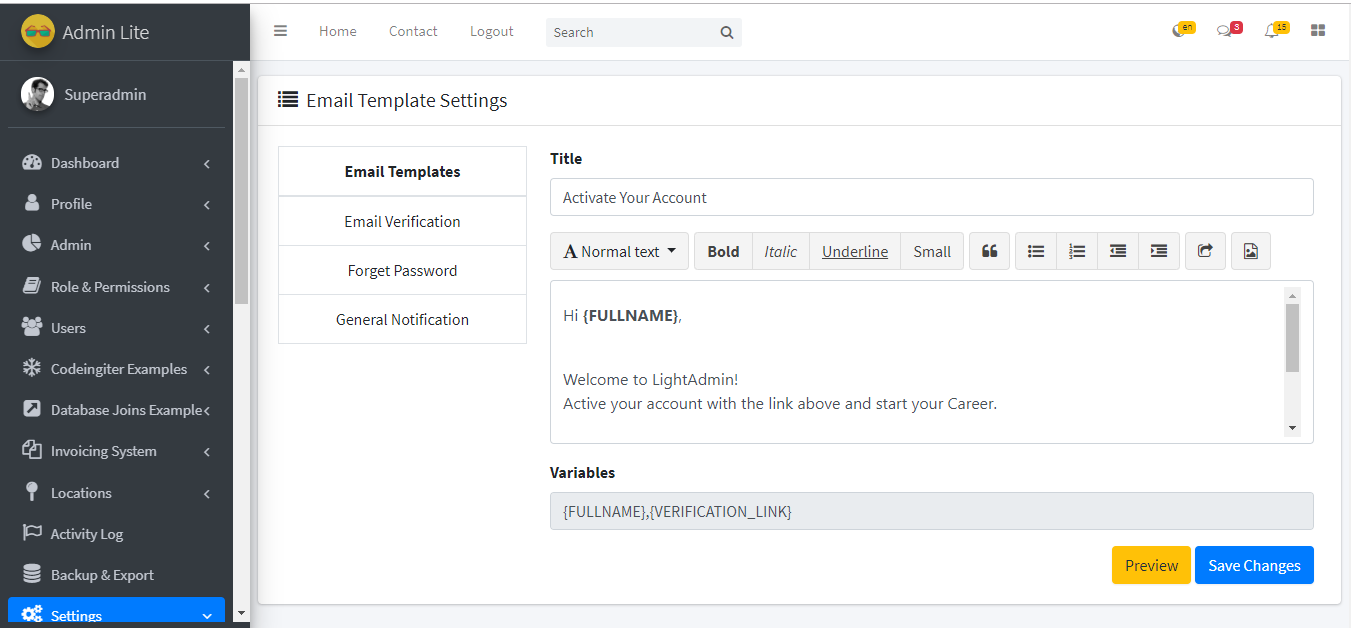 Admin Lite
Home Contact Logout Search en 3 15
Superadmin
Dashboard
Profile
Admin
Role & Permissions
Users
Codeingiter Examples
Database Joins Example
Invoicing System
Locations
Activity Log
Backup & Export
Settings
Email Template Settings
Email Templates
Email Verification
Forget Password
General Notification
Title
Activate Your Account
A Normal text Bold Italic Underline Small
Hi {FULLNAME},
Welcome to LightAdmin!
Active your account with the link above and start your Career.
Variables
{FULLNAME},{VERIFICATION_LINK}
Preview Save Changes